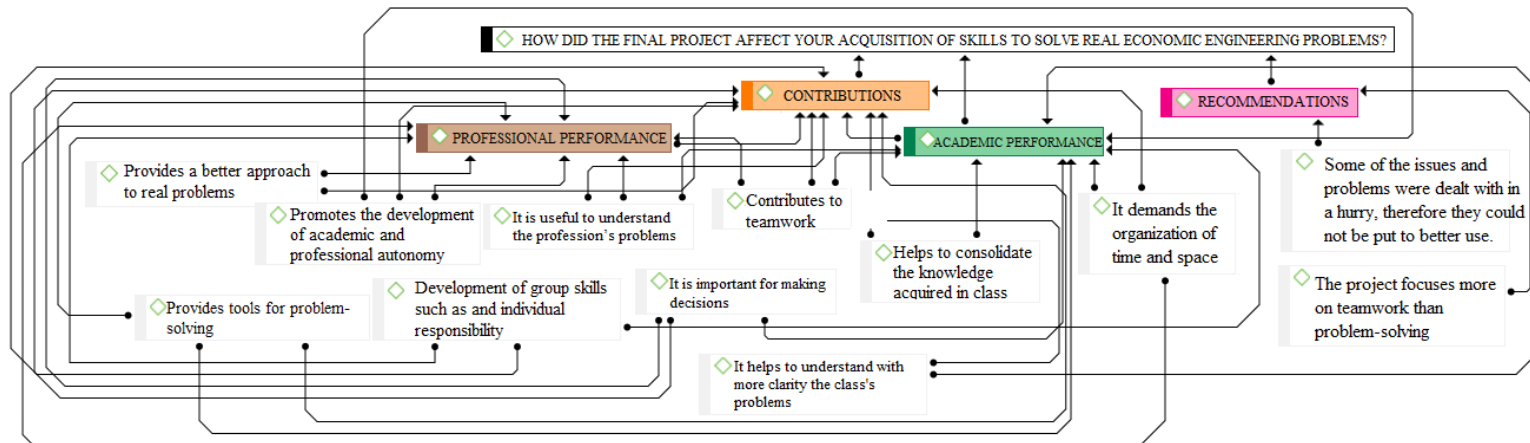 HOW DID THE FINAL PROJECT AFFECT YOUR ACQUISITION OF SKILLS TO SOLVE REAL ECONOMIC ENGINEERING PROBLEMS?
CONTRIBUTIONS
RECOMMENDATIONS
PROFESSIONAL PERFORMANCE
ACADEMIC PERFORMANCE
Provides a better approach
to real problems
Promotes the development
of academic and
professional autonomy
It is useful to understand
the profession's problems
Contributes to
teamwork
Helps to consolidate
the knowledge
acquired in class
It demands the
organization of
time and space
Some of the issues and
problems were dealt with in
a hurry, therefore they could
not be put to better use.
Provides tools for problem-
solving
Development of group skills
such as and individual
responsibility
It is important for making
decisions
The project focuses more
on teamwork than
problem-solving
It helps to understand with
more clarity the class's
problems